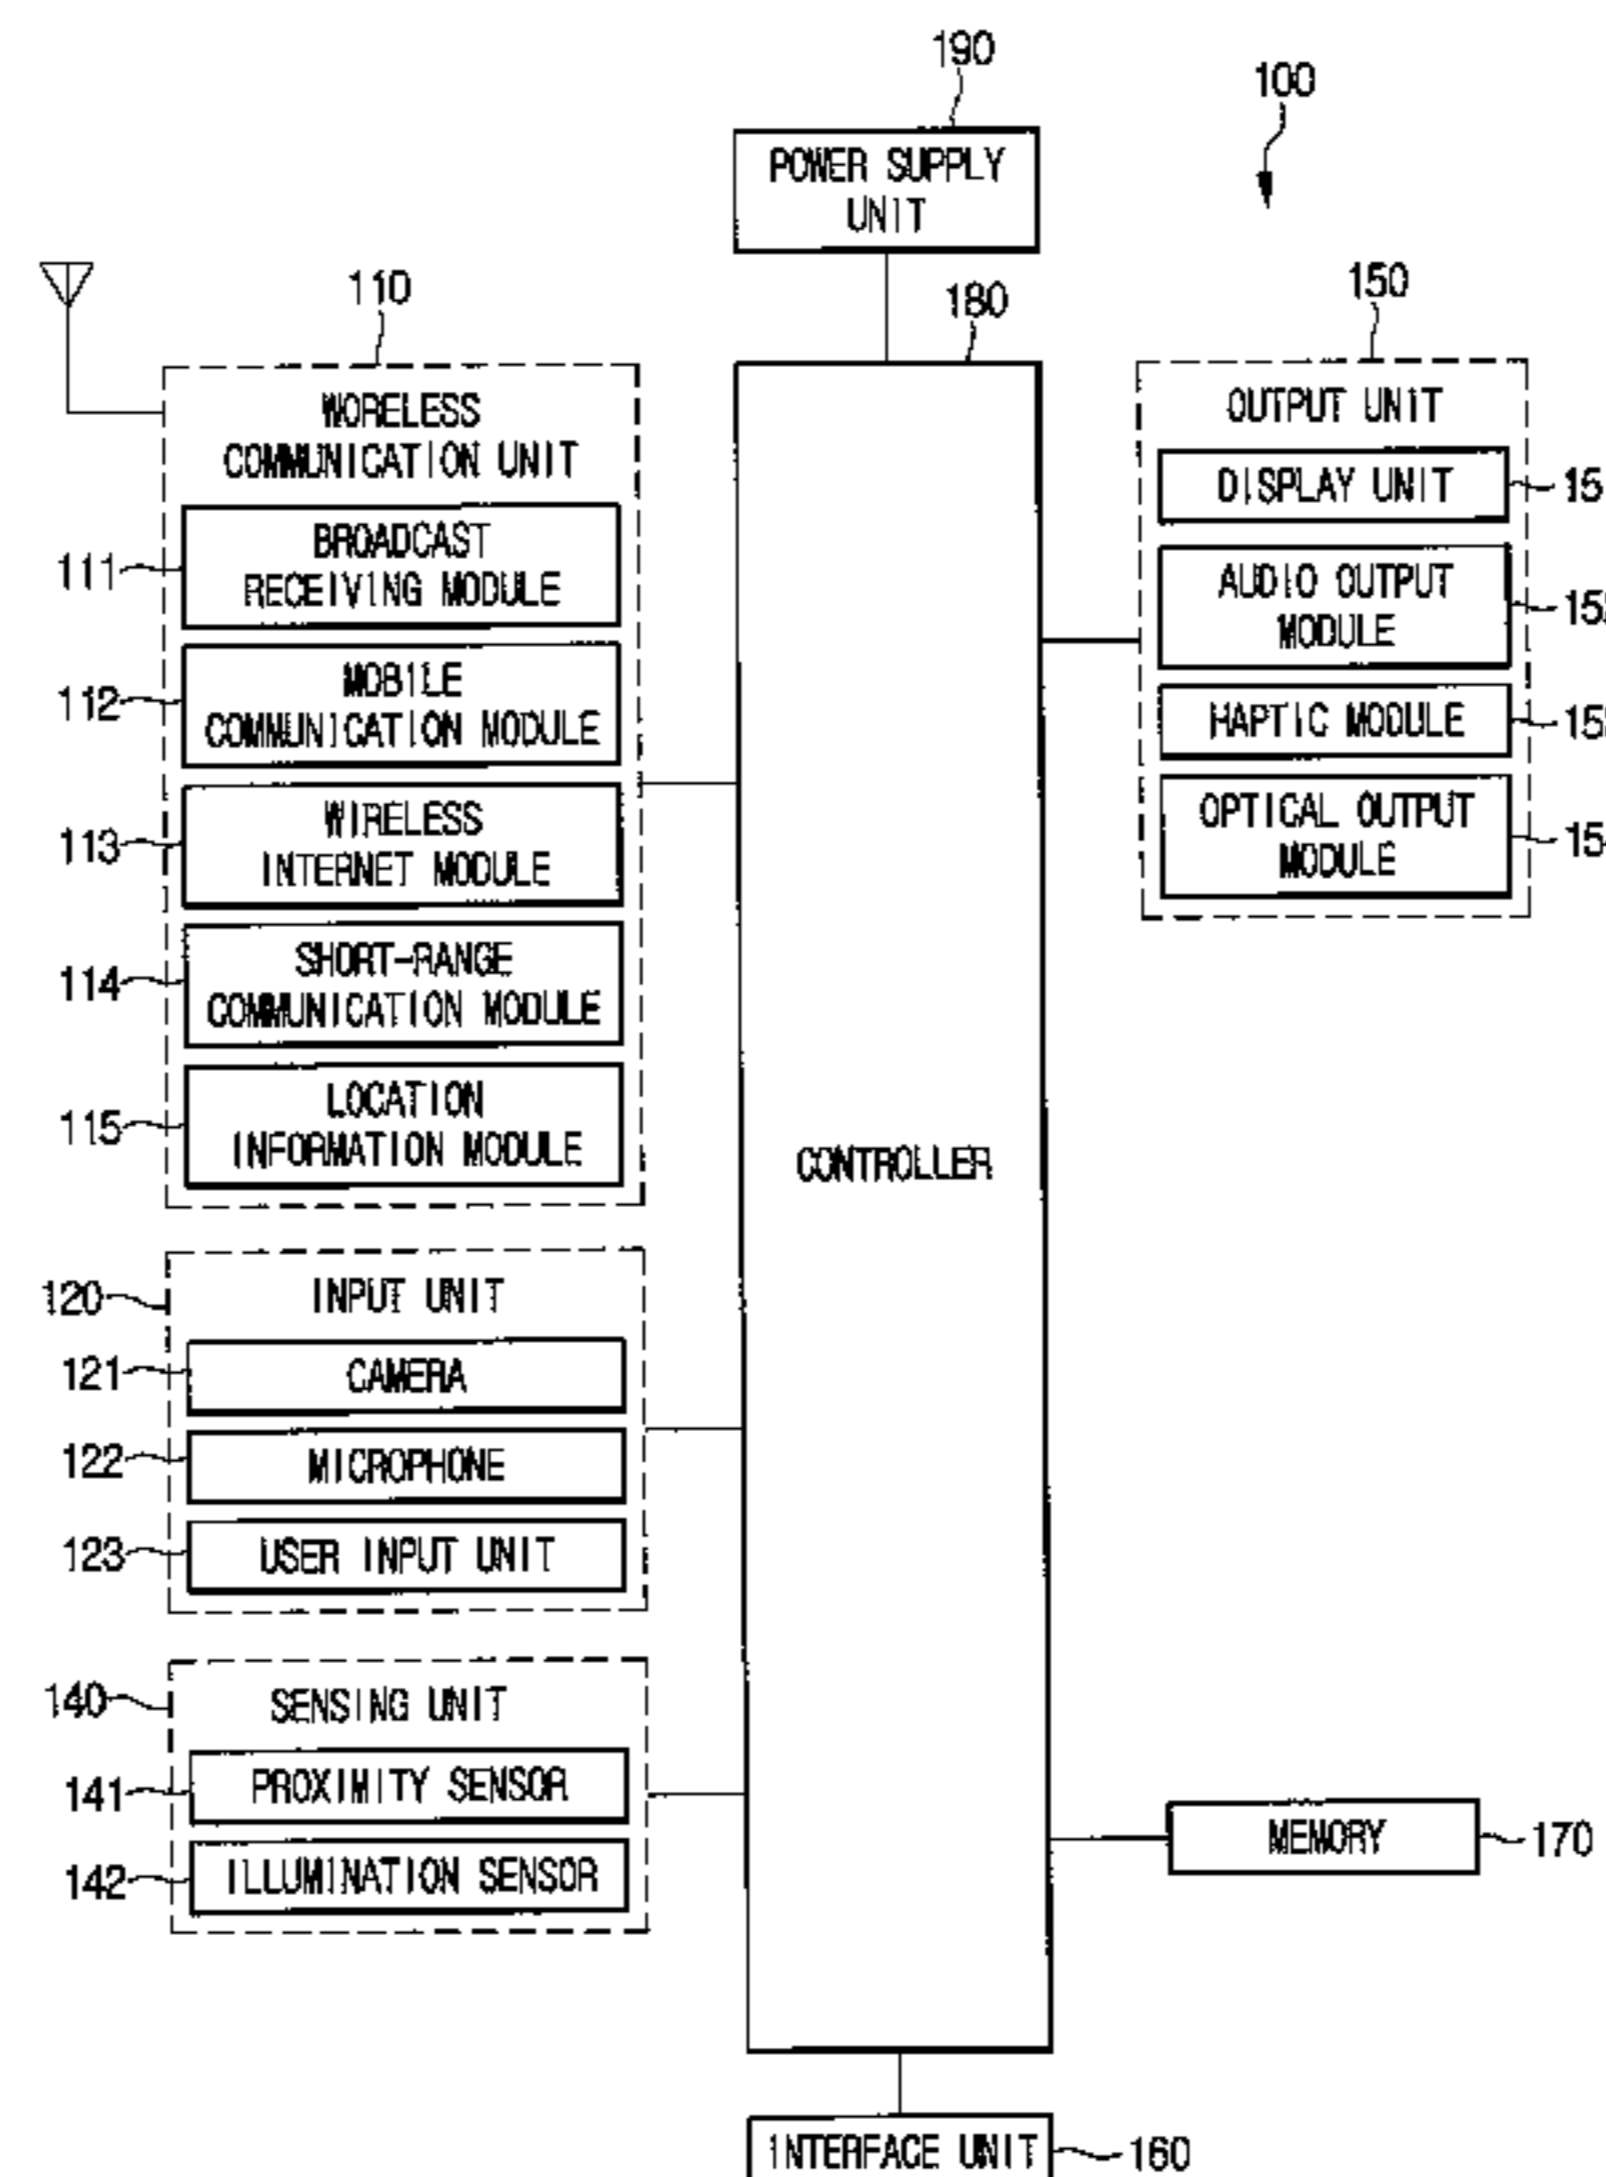 190
100
POWER SUPPLY
UNIT
110
180
150
WORELESS
COMMUNICATION UNIT
BROADCAST
RECEIVING MODULE
111
MOBILE
COMMUNICATION MODULE
112
WIRELESS
INTERNET MODULE
113
SHORT-RANGE
COMMUNICATION MODULE
114
LOCATION
INFORMATION MODULE
115
INPUT UNIT
120
CAMERA
121
MICROPHONE
122
USER INPUT UNIT
123
SENSING UNIT
140
PROXIMITY SENSOR
141
ILLUMINATION SENSOR
142
CONTROLLER
OUTPUT UNIT
DISPLAY UNIT
15
AUDIO OUTPUT
MODULE
HAPTIC MODULE
OPTICAL OUTPUT
MODULE
MEMORY
170
INTERFACE UNIT
160